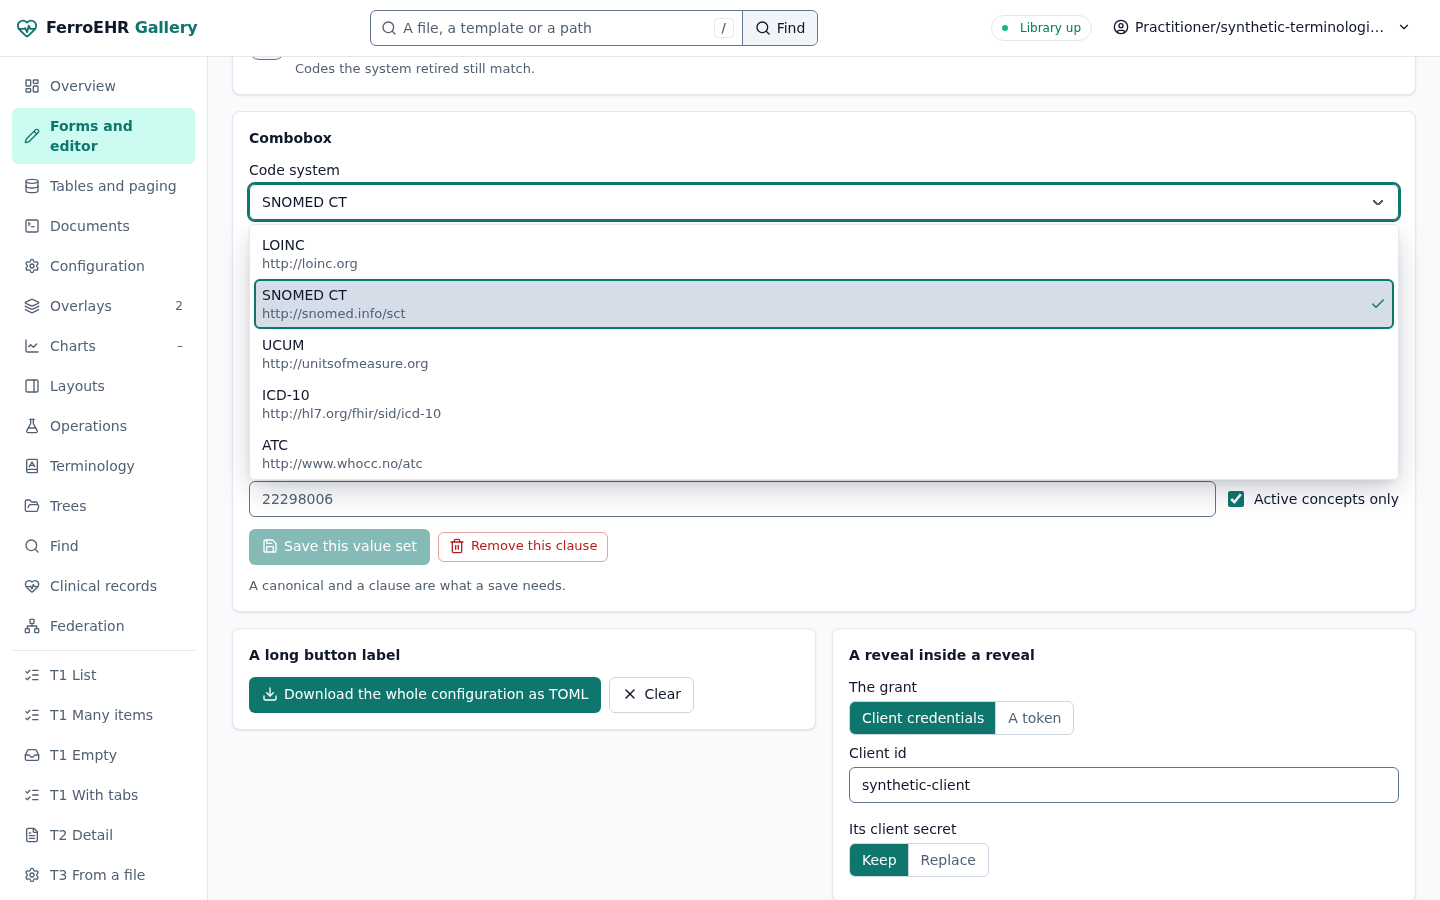 FerroEHR Gallery
A file, a template or a path
/
Find
Library up
Practitioner/synthetic-terminologi...
Overview
Forms and editor
Tables and paging
Documents
Configuration
Overlays 2
Charts –
Layouts
Operations
Terminology
Trees
Find
Clinical records
Federation
T1 List
T1 Many items
T1 Empty
T1 With tabs
T2 Detail
T3 From a file
Codes the system retired still match.
Combobox
Code system
SNOMED CT
LOINC
http://loinc.org
SNOMED CT
http://snomed.info/sct
UCUM
http://unitsofmeasure.org
ICD-10
http://hl7.org/fhir/sid/icd-10
ATC
http://www.whocc.no/atc
22298006
Active concepts only
Save this value set
Remove this clause
A canonical and a clause are what a save needs.
A long button label
Download the whole configuration as TOML
Clear
A reveal inside a reveal
The grant
Client credentials
A token
Client id
synthetic-client
Its client secret
Keep
Replace